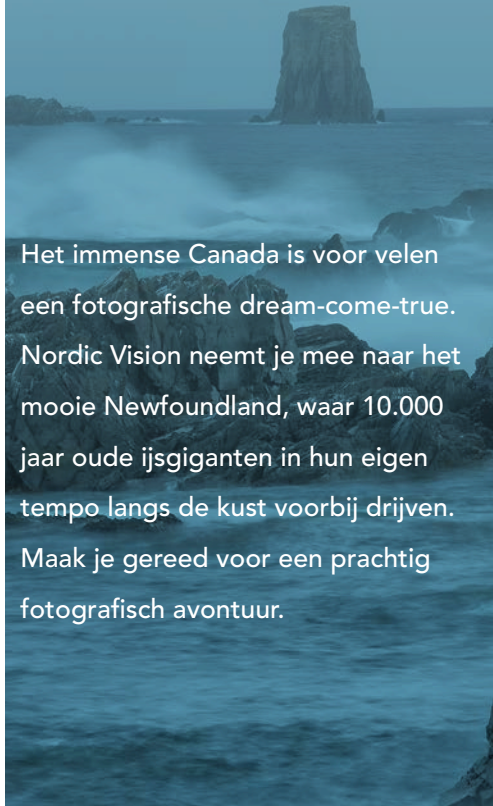 Het immense Canada is voor velen
een fotografische dream-come-true.
Nordic Vision neemt je mee naar het
mooie Newfoundland, waar 10.000
jaar oude ijsgiganten in hun eigen
tempo langs de kust voorbij drijven.
Maak je gereed voor een prachtig
fotografisch avontuur.